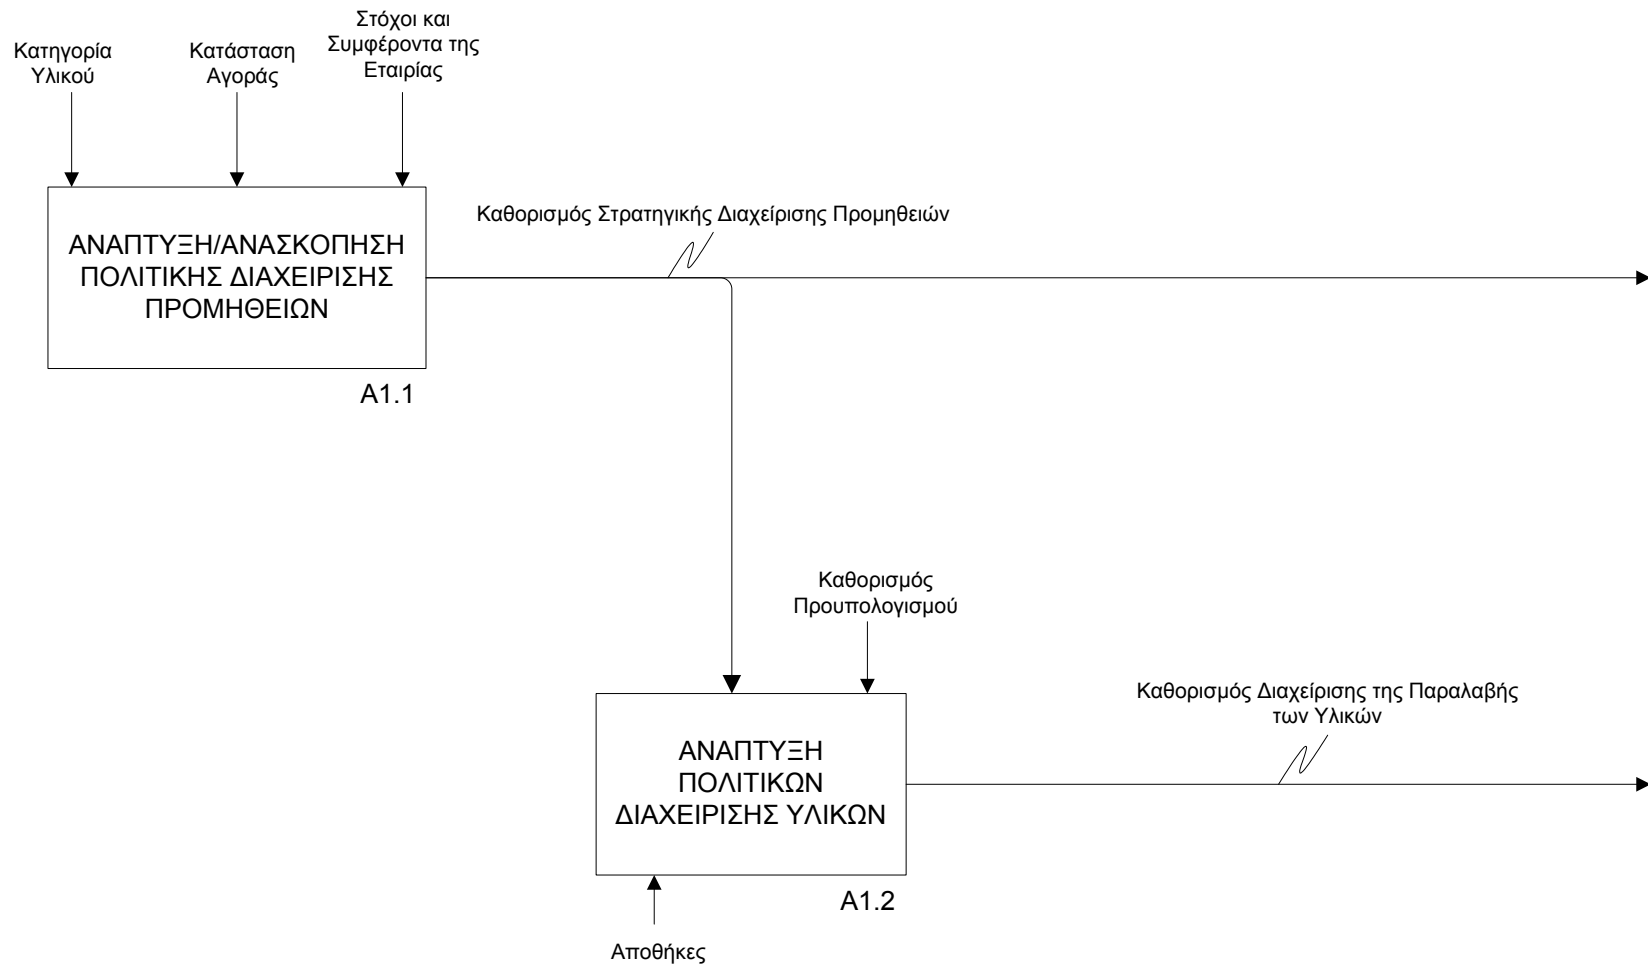 Κατηγορία
Υλικού
Κατάσταση
Αγοράς
Στόχοι και
Συμφέροντα της
Εταιρίας
ΑΝΑΠΤΥΞΗ/ΑΝΑΣΚΟΠΗΣΗ
ΠΟΛΙΤΙΚΗΣ ΔΙΑΧΕΙΡΙΣΗΣ
ΠΡΟΜΗΘΕΙΩΝ
A1.1
Καθορισμός Στρατηγικής Διαχείρισης Προμηθειών
Καθορισμός
Προυπολογισμού
ΑΝΑΠΤΥΞΗ
ΠΟΛΙΤΙΚΩΝ
ΔΙΑΧΕΙΡΙΣΗΣ ΥΛΙΚΩΝ
A1.2
Καθορισμός Διαχείρισης της Παραλαβής
των Υλικών
Αποθήκες